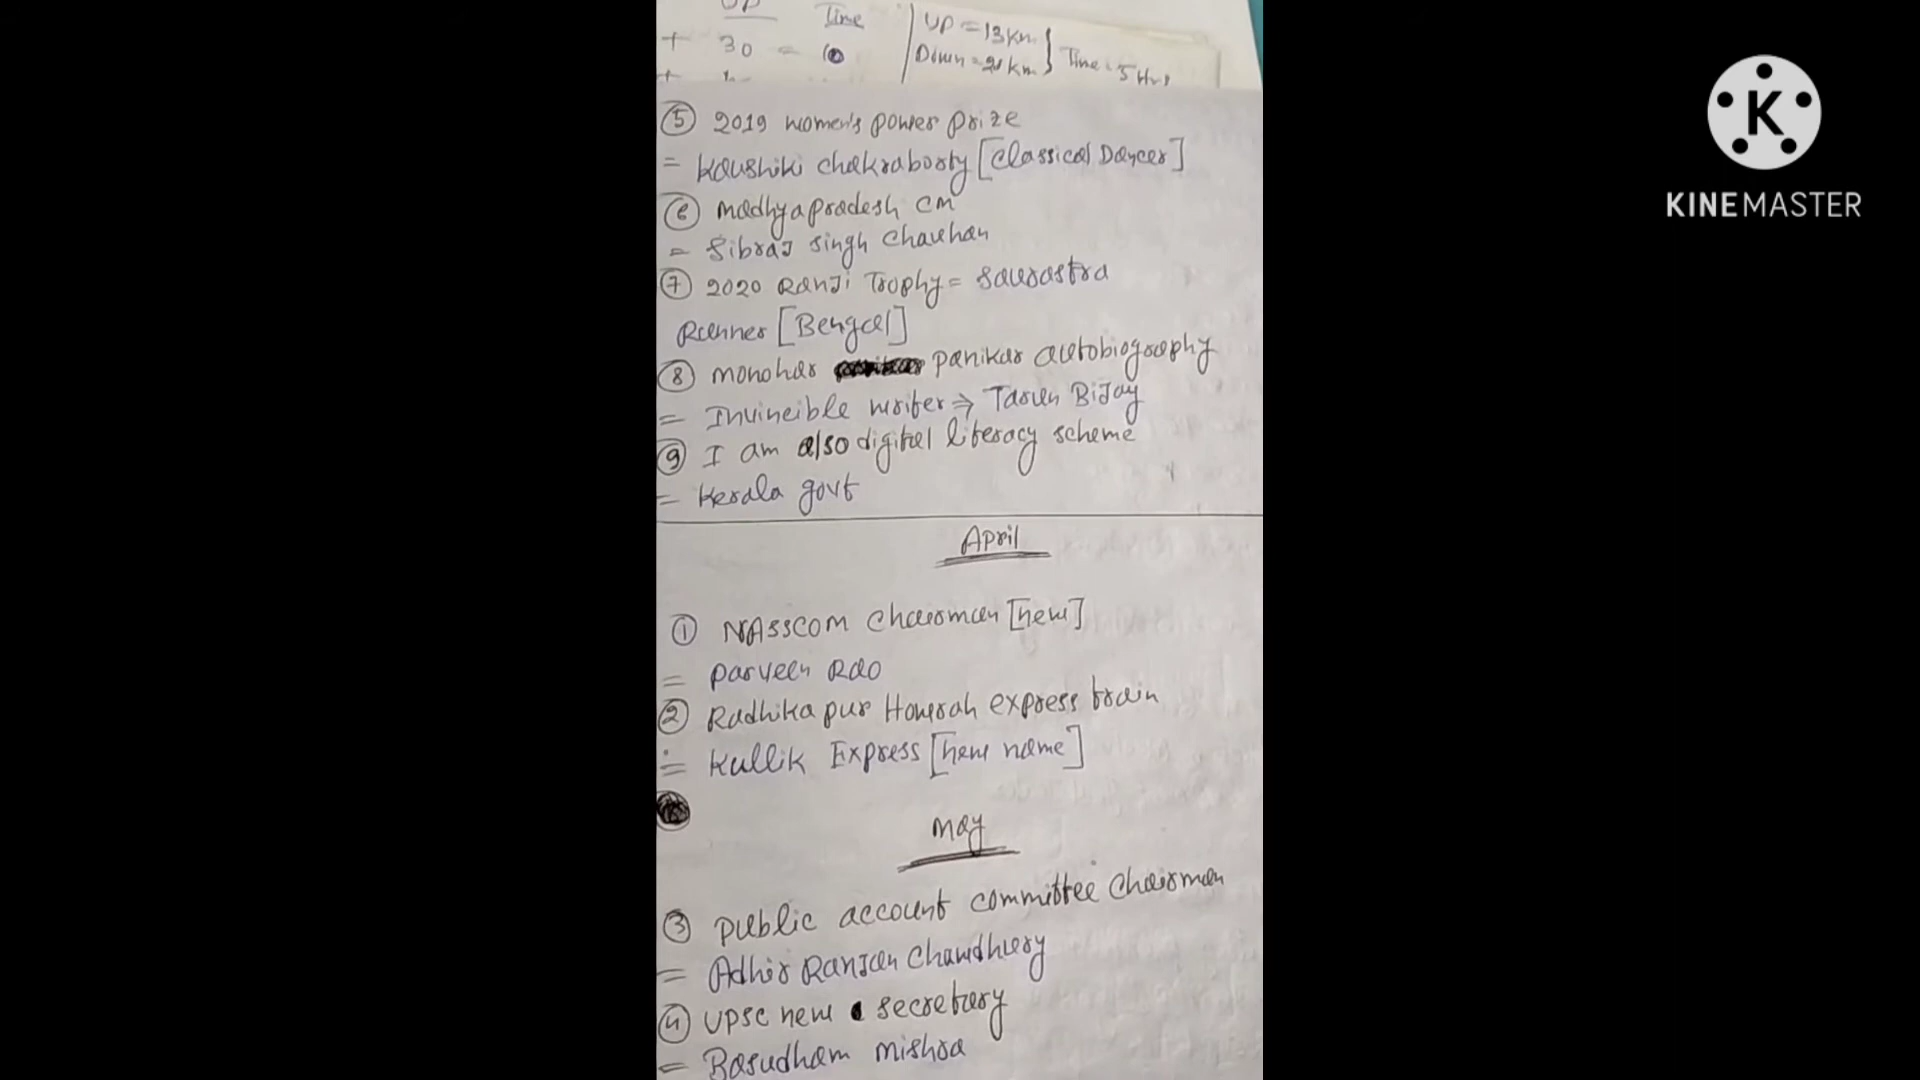 UP Time
+ 30 = 10
UP = 13 Km
Down = 21 Km } Time = 5 Hrs
⑤ 2019 women's power prize
= Kaushiki Chakraborty [Classical Dancer]
⑥ madhyapradesh CM
= Sibraj singh Chauhan
⑦ 2020 RanJi Trophy = Saurastra
Runner [Bengal]
⑧ monohar panikar autobiography
= Invincible writer ⇒ Tarun BiJay
⑨ I am also digital literacy scheme
= Kerala govt
April
① NASSCOM Chairman [new]
= Parveen Rao
② Radhikapur Howrah express train
= Kullik Express [new name]
May
③ Public account committee Chairman
= Adhir RanJan Chawdhury
④ UPSC new secretary
= Basudham mishra
K
KINEMASTER